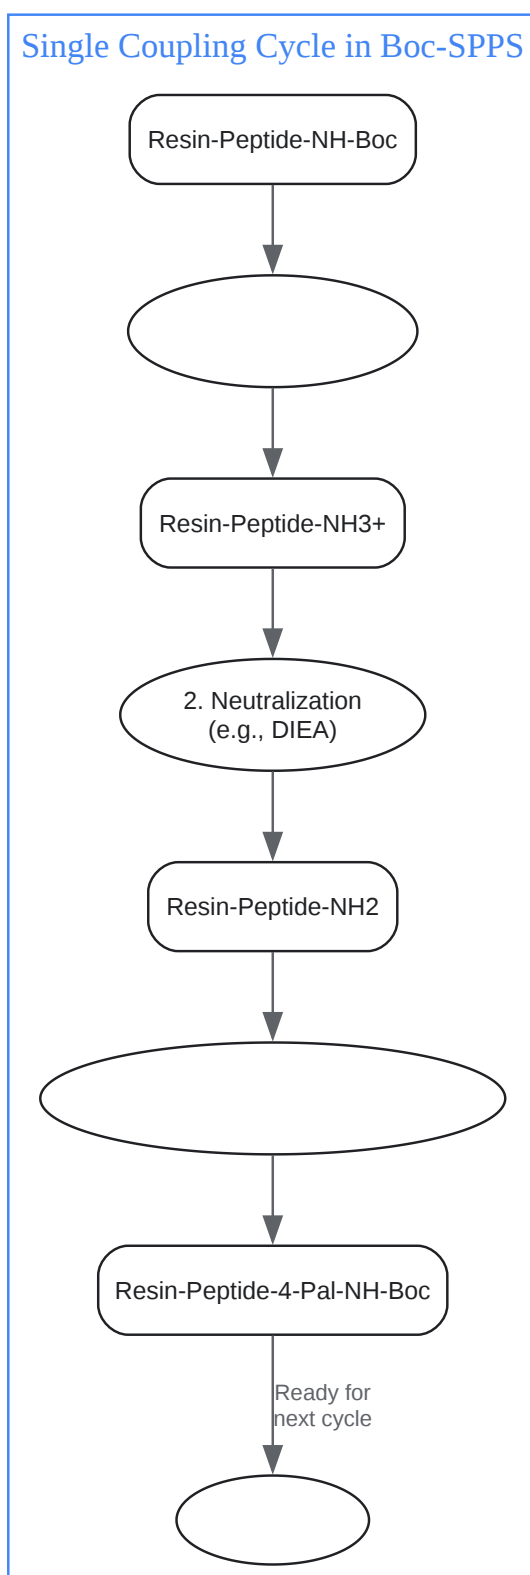 Single Coupling Cycle in Boc-SPPS
Resin-Peptide-NH-Boc
Resin-Peptide-NH3+
2. Neutralization
(e.g., DIEA)
Resin-Peptide-NH2
Resin-Peptide-4-Pal-NH-Boc
Ready for
next cycle